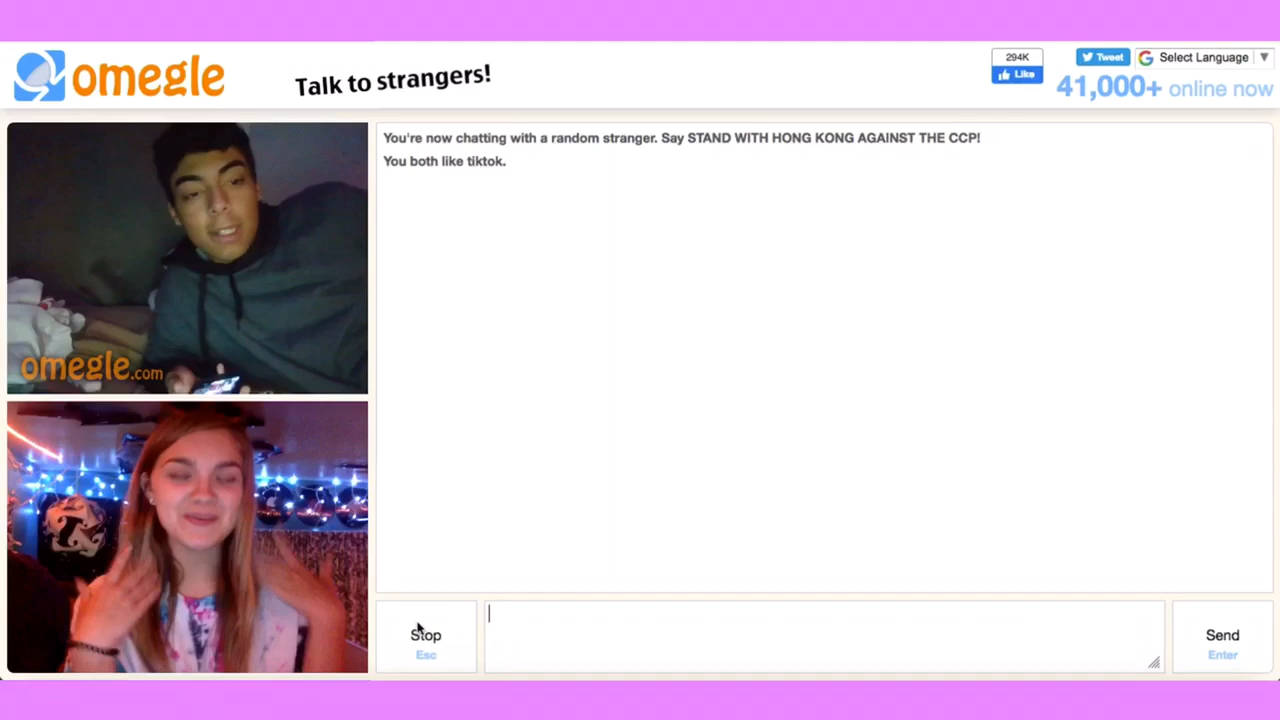 omegle
Talk to strangers!
294K
Like
Tweet
Select Language
41,000+ online now
You're now chatting with a random stranger. Say STAND WITH HONG KONG AGAINST THE CCP!
You both like tiktok.
omegle.com
Stop
Esc
Send
Enter